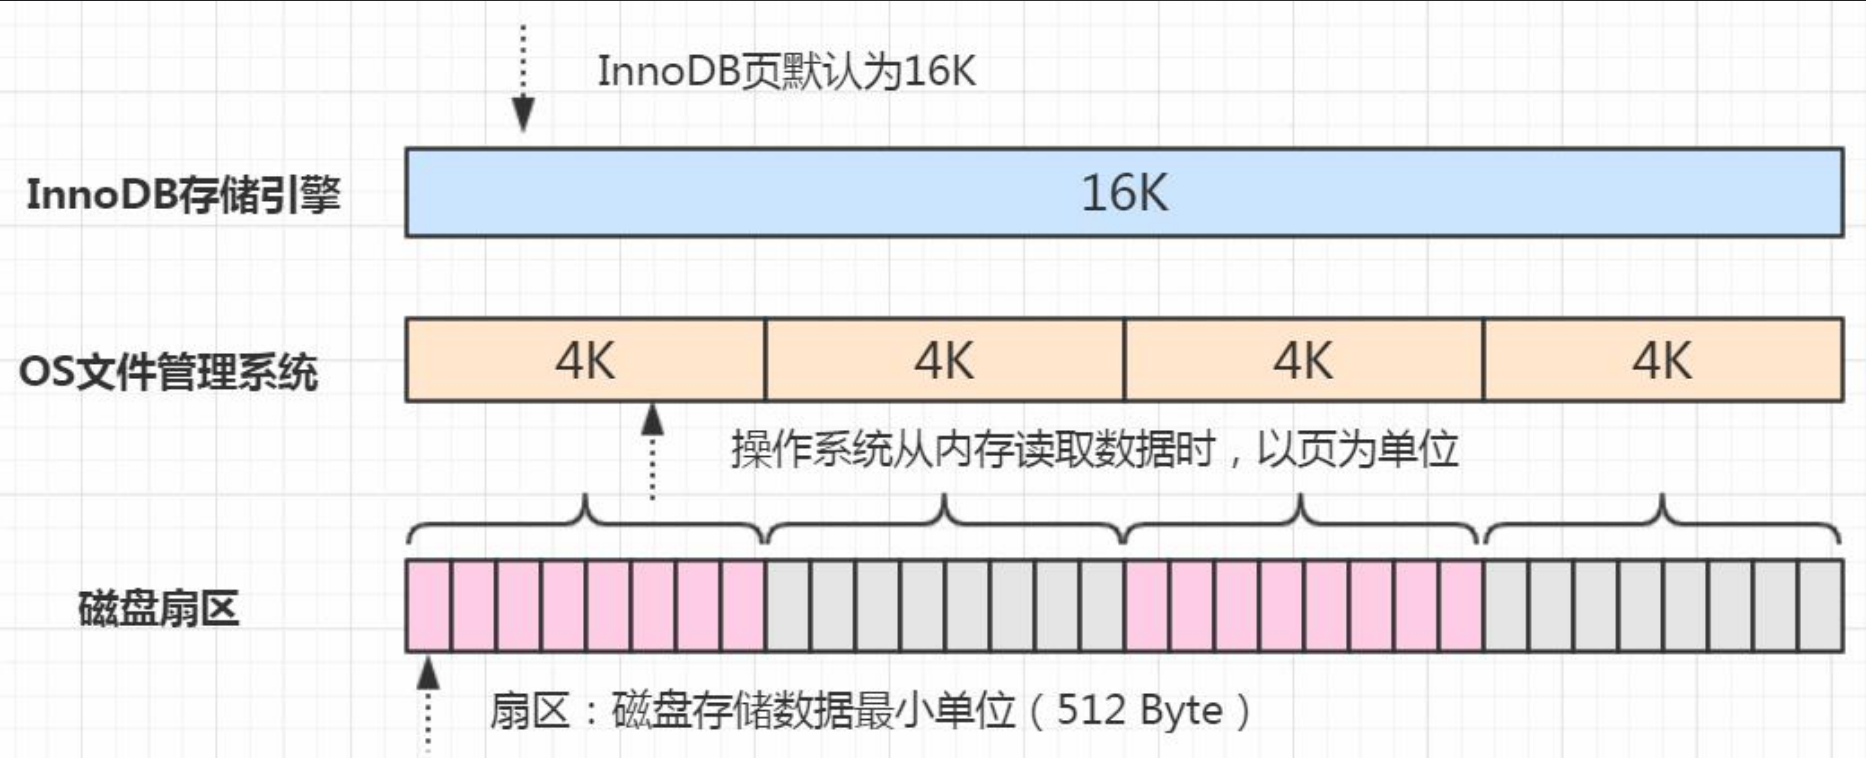 InnoDB页默认为16K
InnoDB存储引擎
16K
OS文件管理系统
4K
4K
4K
4K
操作系统从内存读取数据时，以页为单位
磁盘扇区
扇区：磁盘存储数据最小单位（512 Byte）